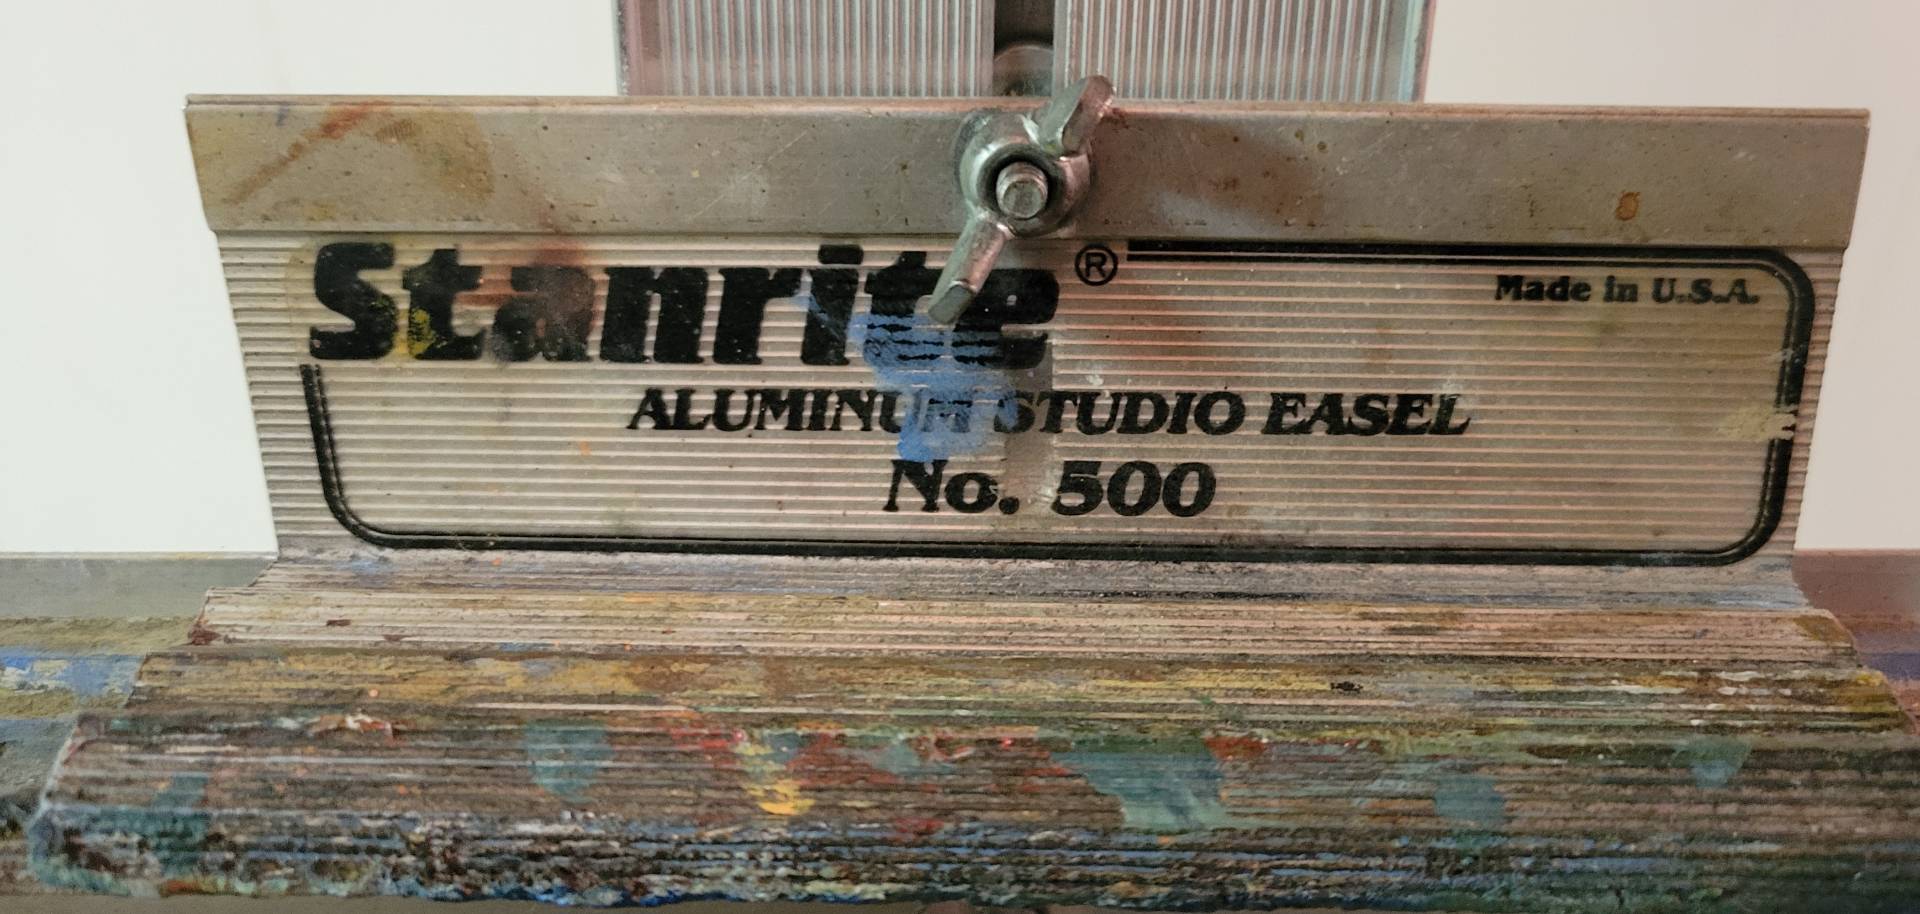 Stanrite®
Made in U.S.A.
ALUMINUM STUDIO EASEL
No. 500